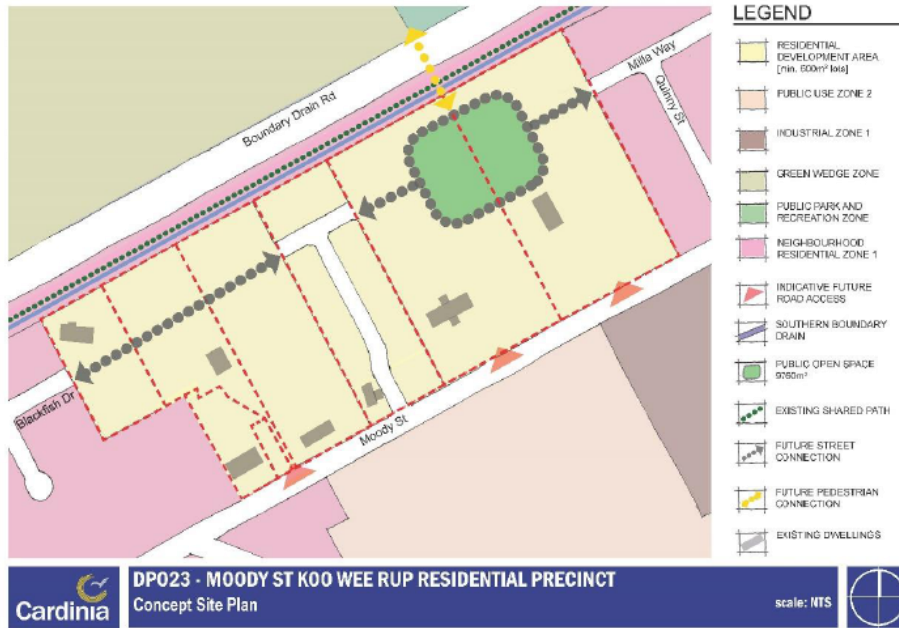 LEGEND
RESIDENTIAL
DEVELOPMENT AREA
[min. 600m² lots]
PUBLIC USE ZONE 2
INDUSTRIAL ZONE 1
GREEN WEDGE ZONE
PUBLIC PARK AND
RECREATION ZONE
NEIGHBOURHOOD
RESIDENTIAL ZONE 1
INDICATIVE FUTURE
ROAD ACCESS
SOUTHERN BOUNDARY
DRAIN
PUBLIC OPEN SPACE
9760m²
EXISTING SHARED PATH
FUTURE STREET
CONNECTION
FUTURE PEDESTRIAN
CONNECTION
EXISTING DWELLINGS
Boundary Drain Rd
Milla Way
Quinny St
Blackfish Dr
Moody St
Cardinia
DPO23 - MOODY ST KOO WEE RUP RESIDENTIAL PRECINCT
Concept Site Plan
scale: NTS